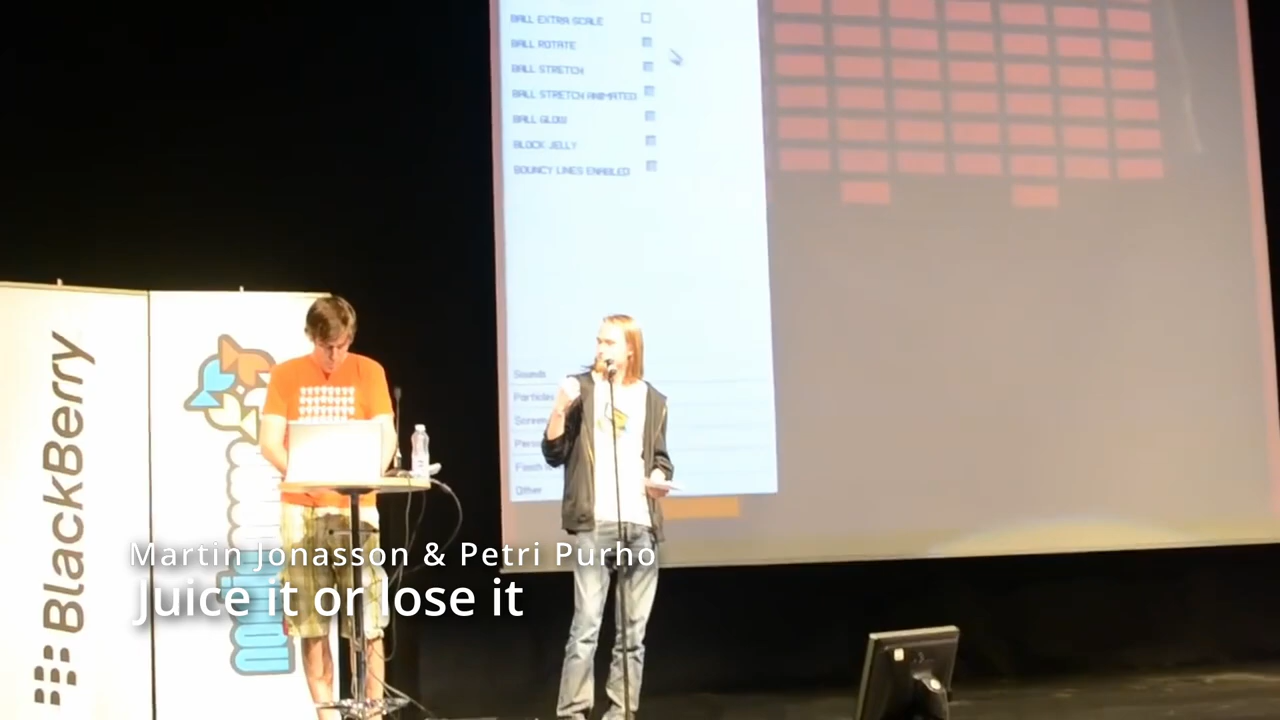 BALL EXTRA SCALE
BALL ROTATE
BALL STRETCH
BALL STRETCH ANIMATED
BALL GLOW
BLOCK JELLY
BOUNCY LINES ENABLED
Sounds
Particles
Other
BlackBerry
Martin Jonasson & Petri Purho
Juice it or lose it